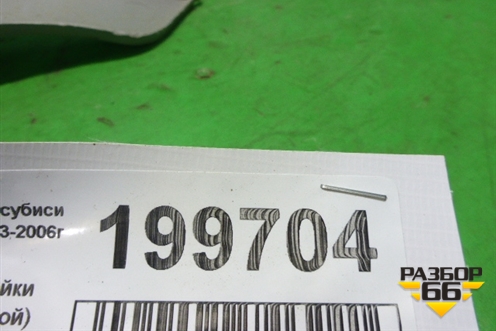 субиси
3-2006г
199704
йки
ой)
РАЗБОР
66